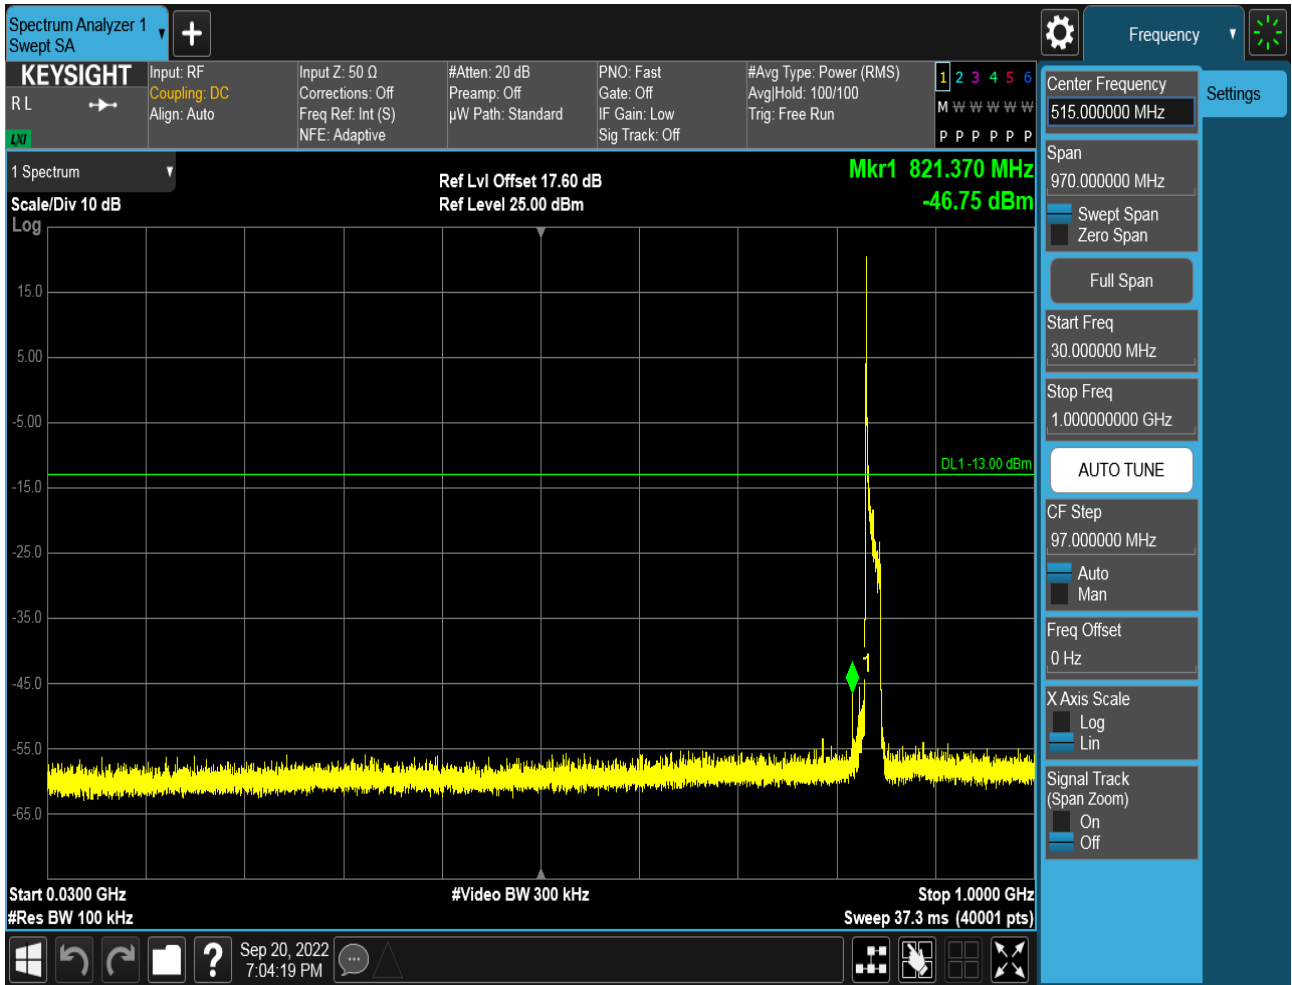 Spectrum Analyzer 1
Swept SA
Frequency
KEYSIGHT
R L
LXI
Input: RF
Coupling: DC
Align: Auto
Input Z: 50 Ω
Corrections: Off
Freq Ref: Int (S)
NFE: Adaptive
#Atten: 20 dB
Preamp: Off
µW Path: Standard
PNO: Fast
Gate: Off
IF Gain: Low
Sig Track: Off
#Avg Type: Power (RMS)
Avg|Hold: 100/100
Trig: Free Run
1 2 3 4 5 6
M W W W W W
P P P P P P
1 Spectrum
Scale/Div 10 dB
Log
Ref Lvl Offset 17.60 dB
Ref Level 25.00 dBm
Mkr1 821.370 MHz
-46.75 dBm
15.0
5.00
-5.00
DL1 -13.00 dBm
-15.0
-25.0
-35.0
1
-45.0
-55.0
-65.0
Start 0.0300 GHz
#Video BW 300 kHz
Stop 1.0000 GHz
#Res BW 100 kHz
Sweep 37.3 ms (40001 pts)
Center Frequency
515.000000 MHz
Settings
Span
970.000000 MHz
Swept Span
Zero Span
Full Span
Start Freq
30.000000 MHz
Stop Freq
1.000000000 GHz
AUTO TUNE
CF Step
97.000000 MHz
Auto
Man
Freq Offset
0 Hz
X Axis Scale
Log
Lin
Signal Track
(Span Zoom)
On
Off
?
Sep 20, 2022
7:04:19 PM